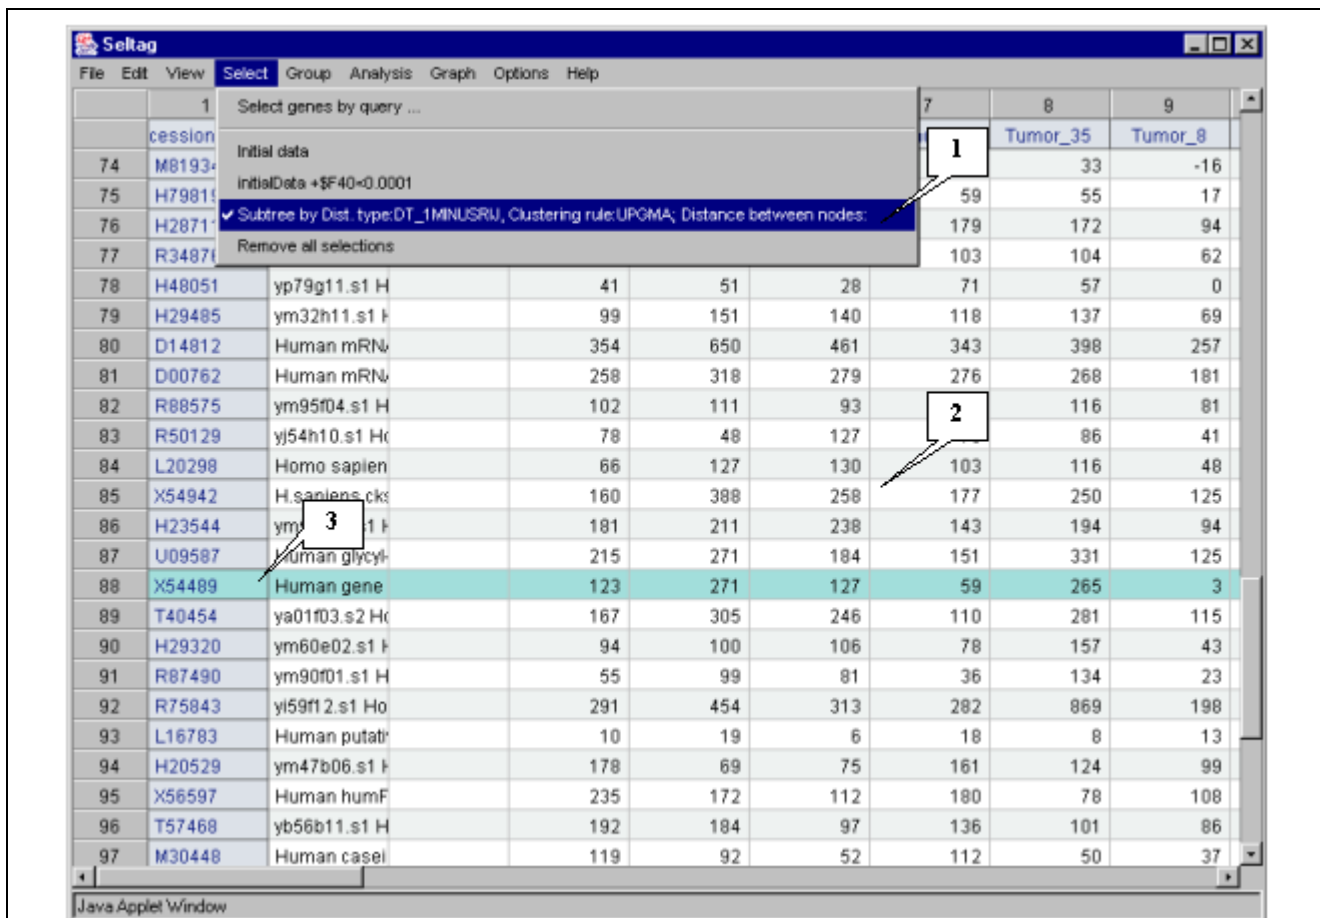 Seltag
File Edit View Select Group Analysis Graph Options Help
1 7 8 9
cession Tumor_35 Tumor_8
Select genes by query ...
Initial data
initialData +$F40<0.0001
Subtree by Dist. type:DT_1MINUSRIJ, Clustering rule:UPGMA; Distance between nodes:
Remove all selections
1
2
3
74 M8193 33 -16
75 H7981 59 55 17
76 H2871 179 172 94
77 R3487 103 104 62
78 H48051 yp79g11.s1 H 41 51 28 71 57 0
79 H29485 ym32h11.s1 H 99 151 140 118 137 69
80 D14812 Human mRN 354 650 461 343 398 257
81 D00762 Human mRN 258 318 279 276 268 181
82 R88575 ym95f04.s1 H 102 111 93 116 81
83 R50129 yj54h10.s1 Ho 78 48 127 86 41
84 L20298 Homo sapien 66 127 130 103 116 48
85 X54942 H.sapiens cks 160 388 258 177 250 125
86 H23544 ym s1 H 181 211 238 143 194 94
87 U09587 Human glycyl- 215 271 184 151 331 125
88 X54489 Human gene 123 271 127 59 265 3
89 T40454 ya01f03.s2 Ho 167 305 246 110 281 115
90 H29320 ym60e02.s1 H 94 100 106 78 157 43
91 R87490 ym90f01.s1 H 55 99 81 36 134 23
92 R75843 yi59f12.s1 Ho 291 454 313 282 869 198
93 L16783 Human putati 10 19 6 18 8 13
94 H20529 ym47b06.s1 H 178 69 75 161 124 99
95 X56597 Human humF 235 172 112 180 78 108
96 T57468 yb56b11.s1 H 192 184 97 136 101 86
97 M30448 Human casei 119 92 52 112 50 37
Java Applet Window